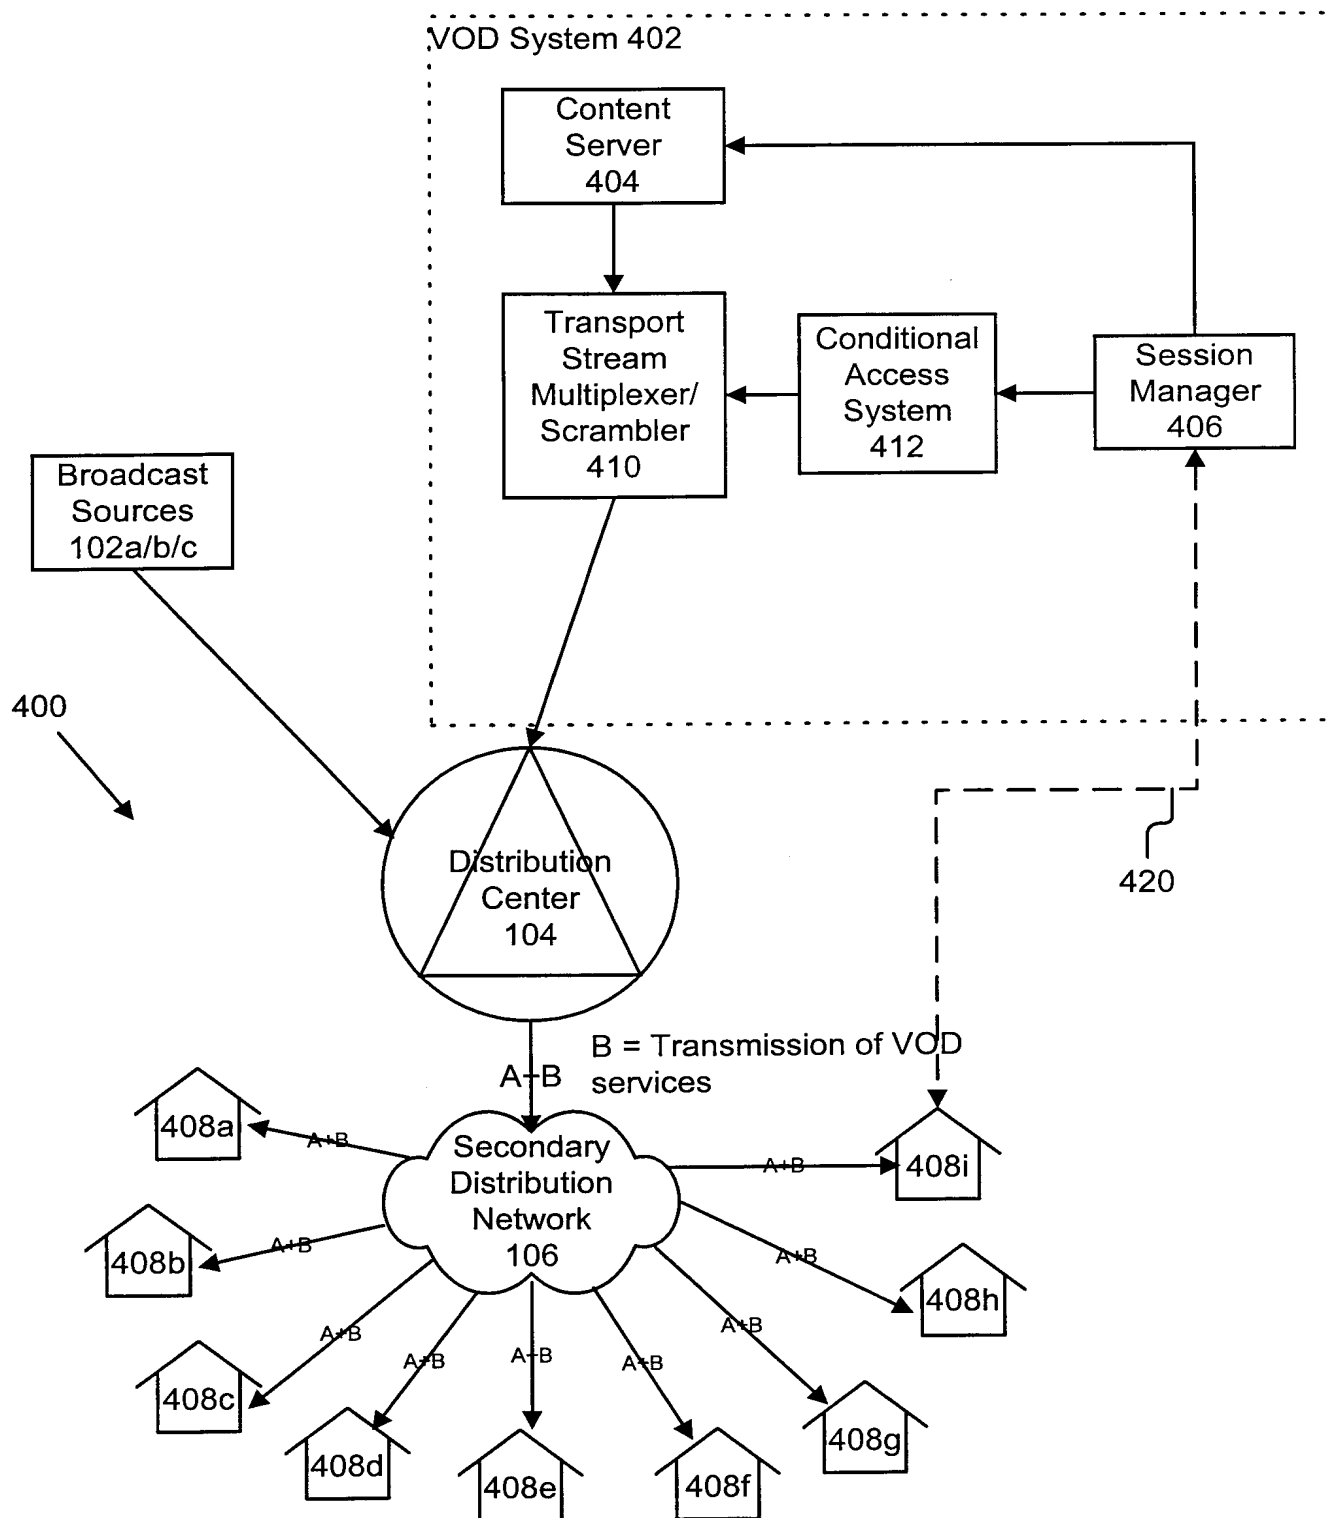 VOD System 402
Content
Server
404
Transport
Stream
Multiplexer/
Scrambler
410
Conditional
Access
System
412
Session
Manager
406
Broadcast
Sources
102a/b/c
400
Distribution
Center
104
420
B = Transmission of VOD
services
A+B
Secondary
Distribution
Network
106
408a
A+B
A+B
408i
408b
A+B
A+B
408h
408c
A+B
A+B
408g
408d
A+B
A+B
408e
A+B
408f